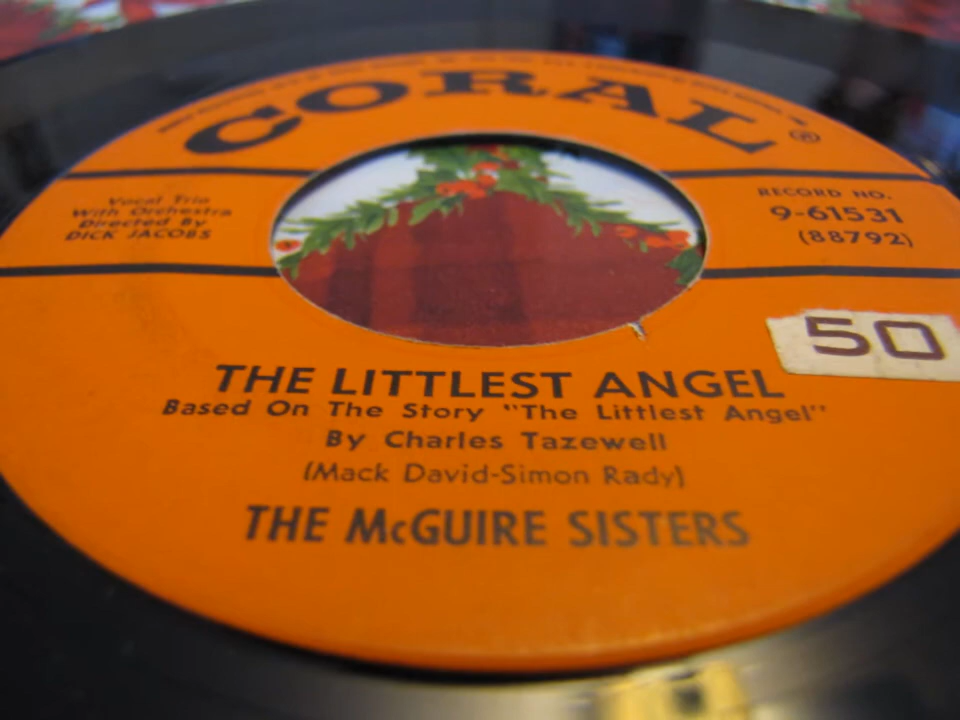 CORAL®
Vocal Trio
With Orchestra
Directed By
DICK JACOBS
RECORD NO.
9-61531
(88792)
50
THE LITTLEST ANGEL
Based On The Story "The Littlest Angel"
By Charles Tazewell
(Mack David-Simon Rady)
THE McGUIRE SISTERS